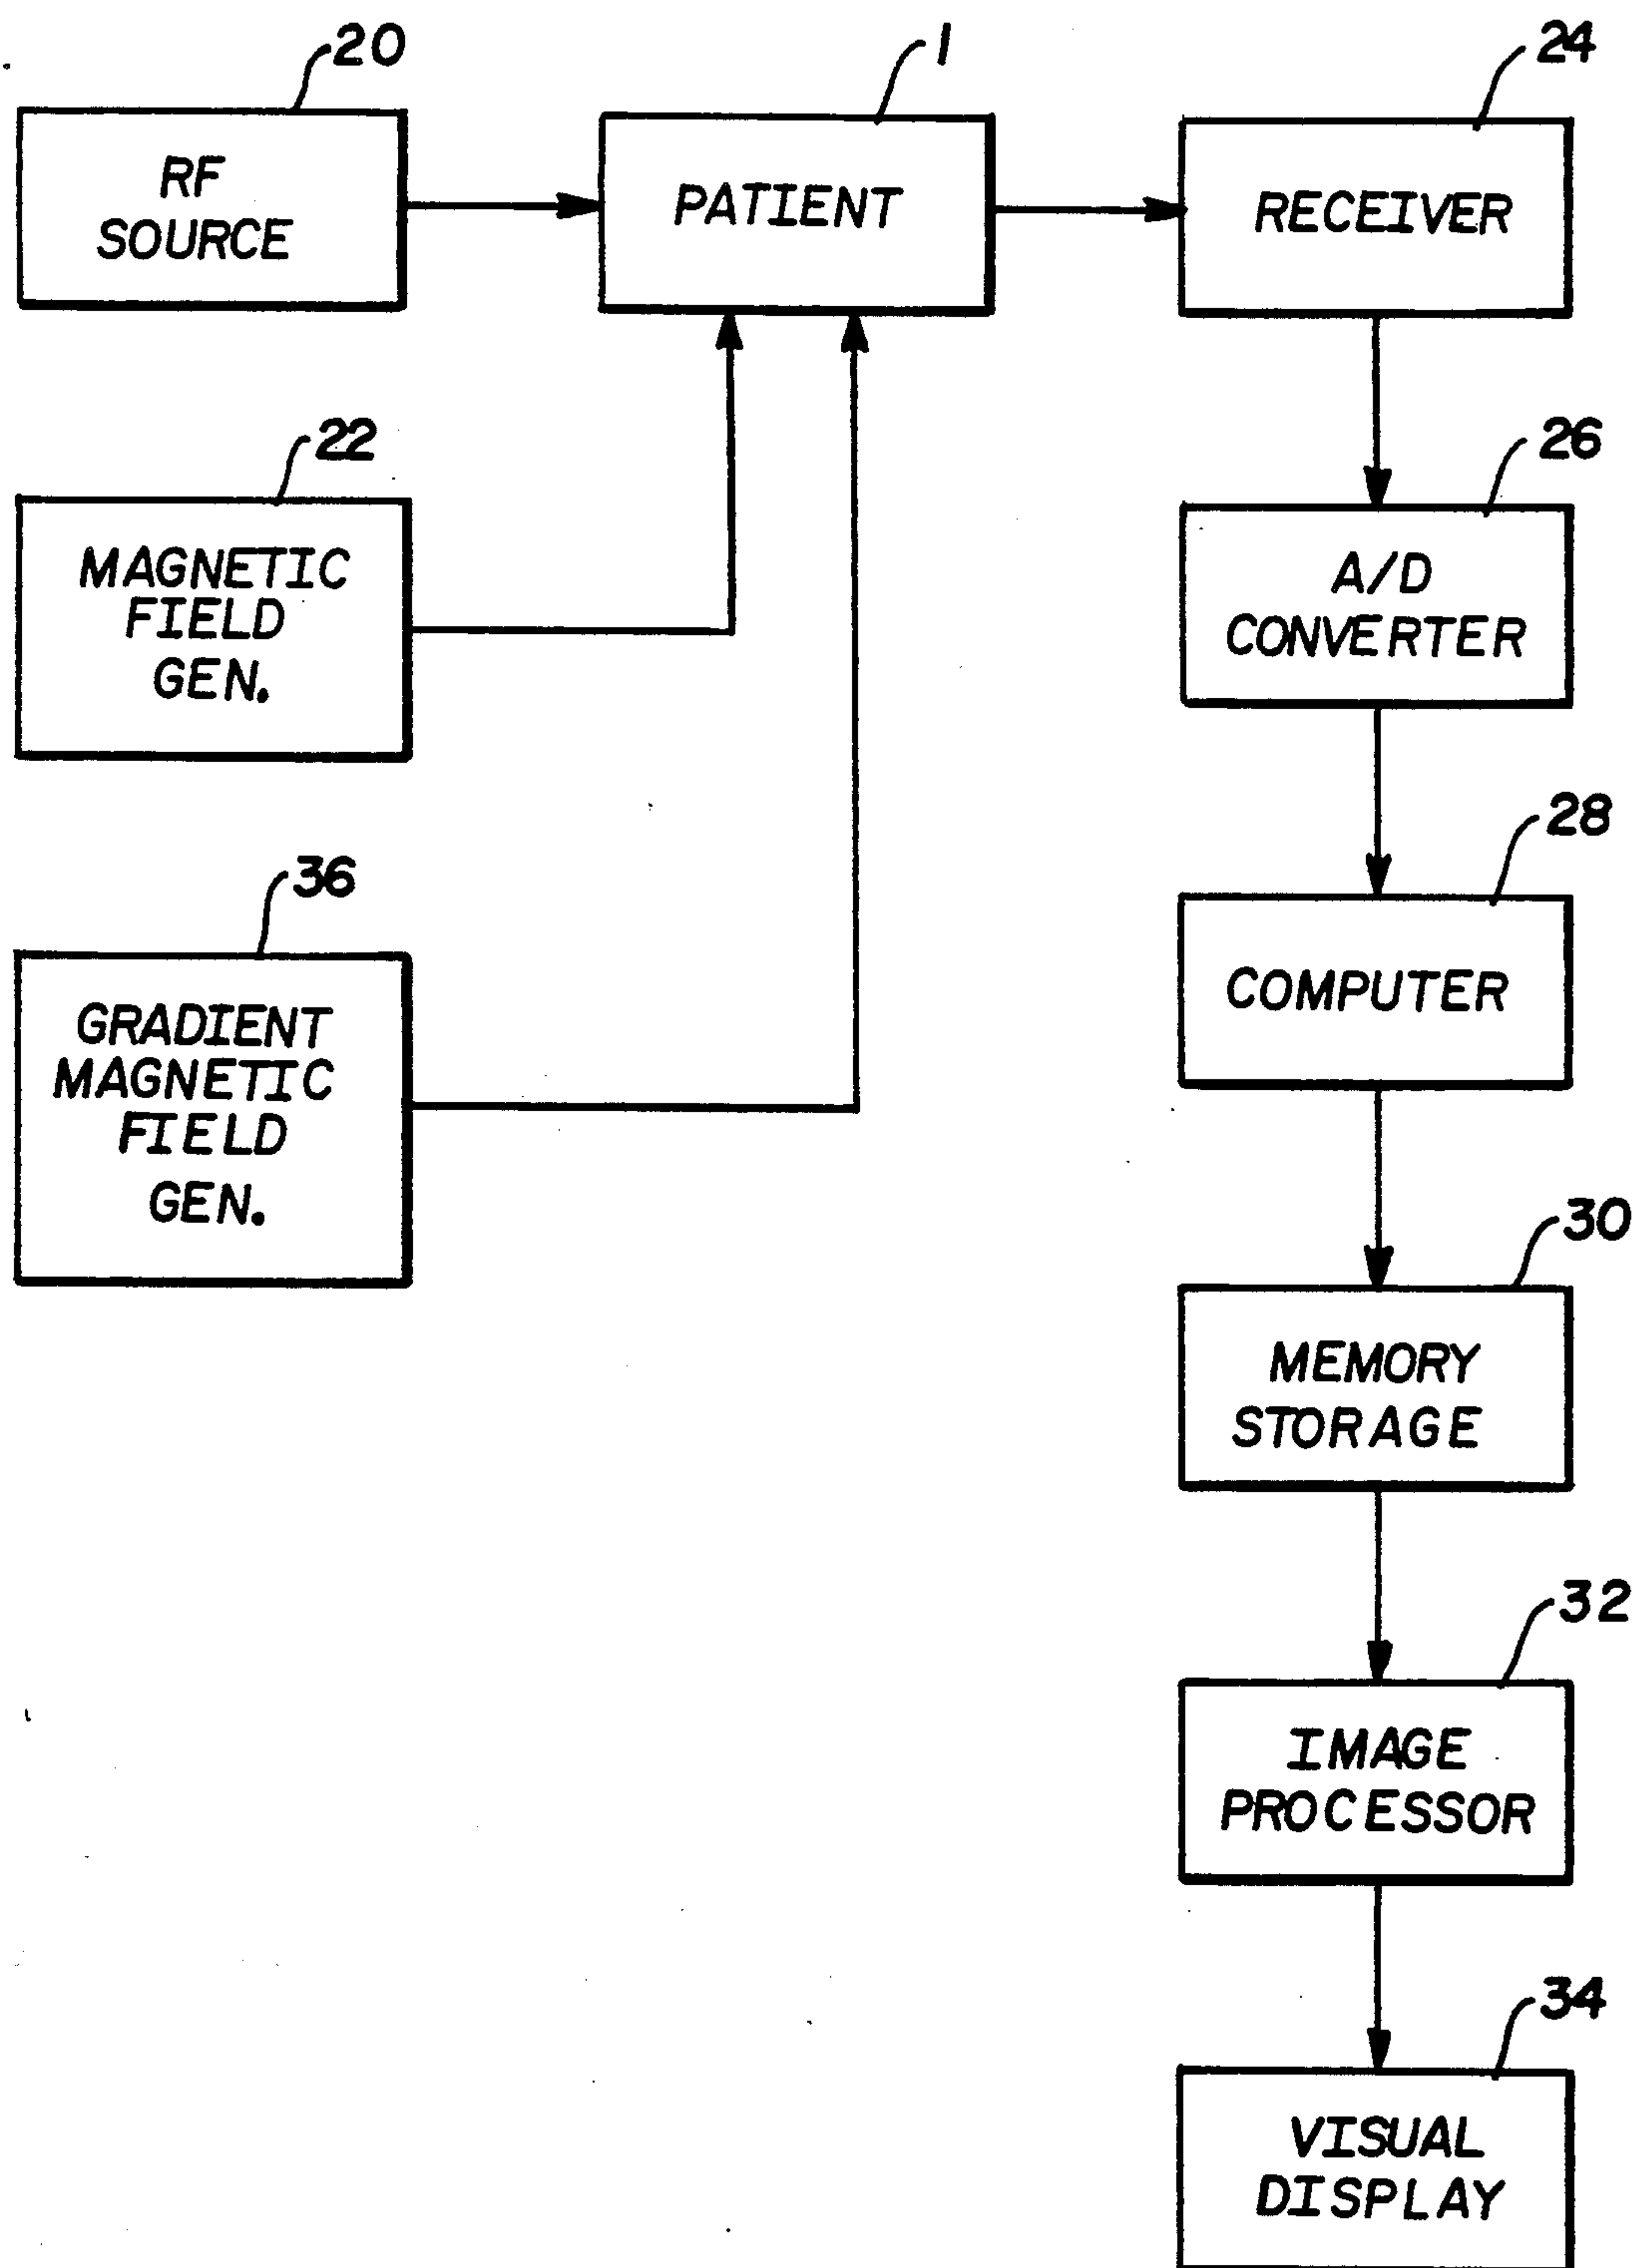 20
RF
SOURCE
1
PATIENT
24
RECEIVER
22
MAGNETIC
FIELD
GEN.
26
A/D
CONVERTER
36
GRADIENT
MAGNETIC
FIELD
GEN.
28
COMPUTER
30
MEMORY
STORAGE
32
IMAGE
PROCESSOR
34
VISUAL
DISPLAY